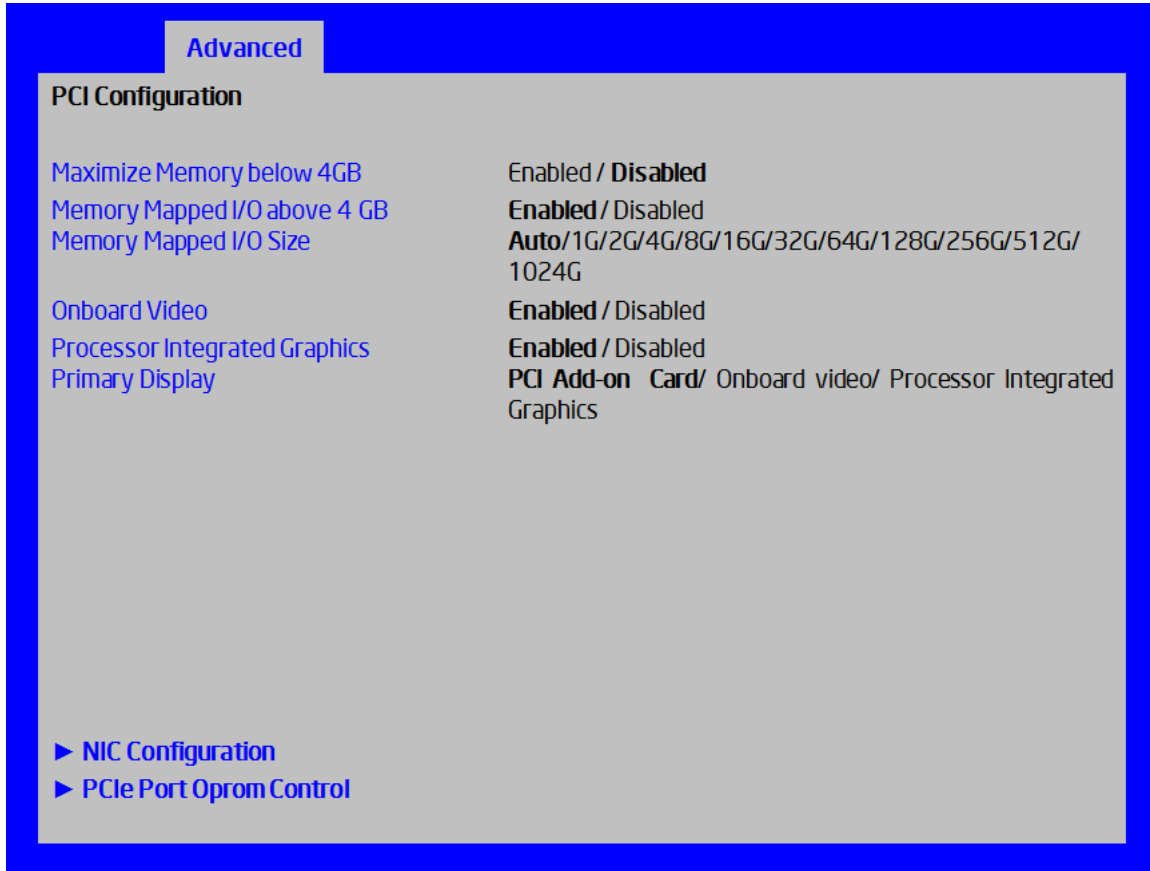 Advanced
PCI Configuration
Maximize Memory below 4GB Enabled / Disabled
Memory Mapped I/O above 4 GB Enabled / Disabled
Memory Mapped I/O Size Auto/1G/2G/4G/8G/16G/32G/64G/128G/256G/512G/
1024G
Onboard Video Enabled / Disabled
Processor Integrated Graphics Enabled / Disabled
Primary Display PCI Add-on Card/ Onboard video/ Processor Integrated
Graphics
► NIC Configuration
► PCIe Port Oprom Control